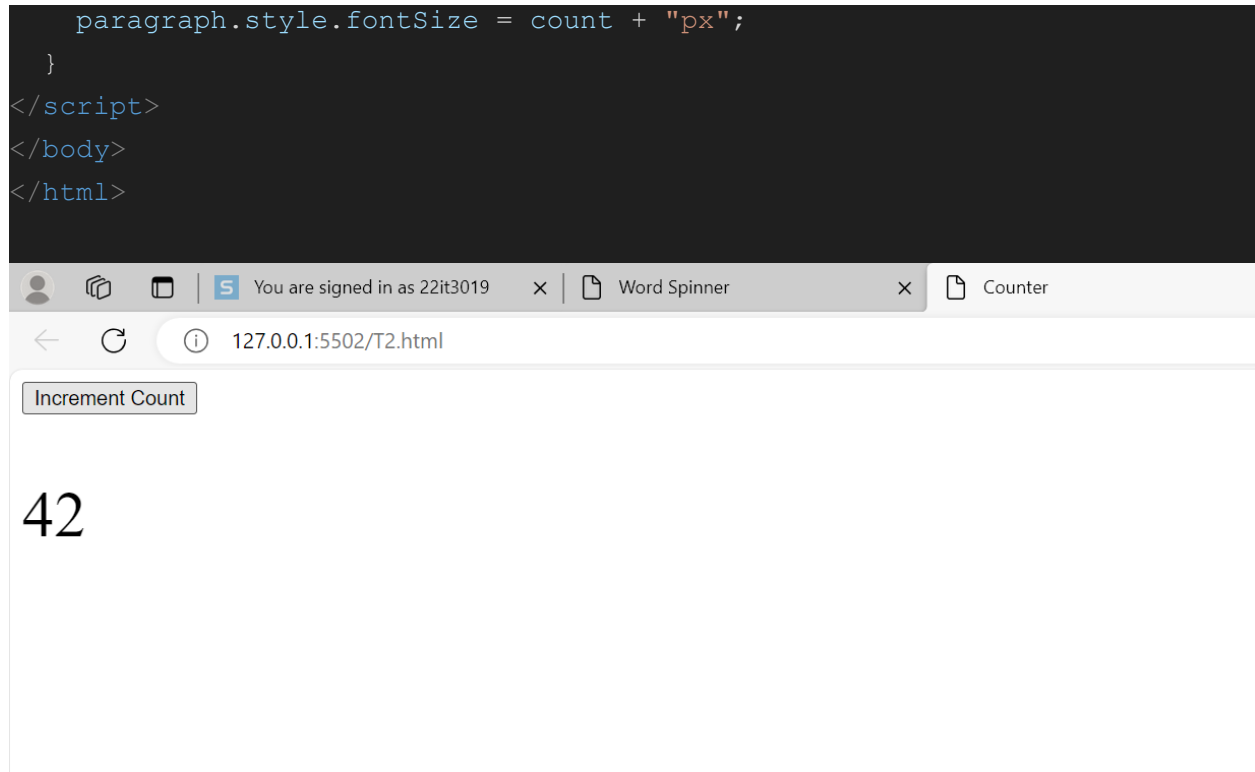 paragraph.style.fontSize = count + "px";
}
</script>
</body>
</html>
S You are signed in as 22it3019 Word Spinner Counter
127.0.0.1:5502/T2.html
Increment Count
42